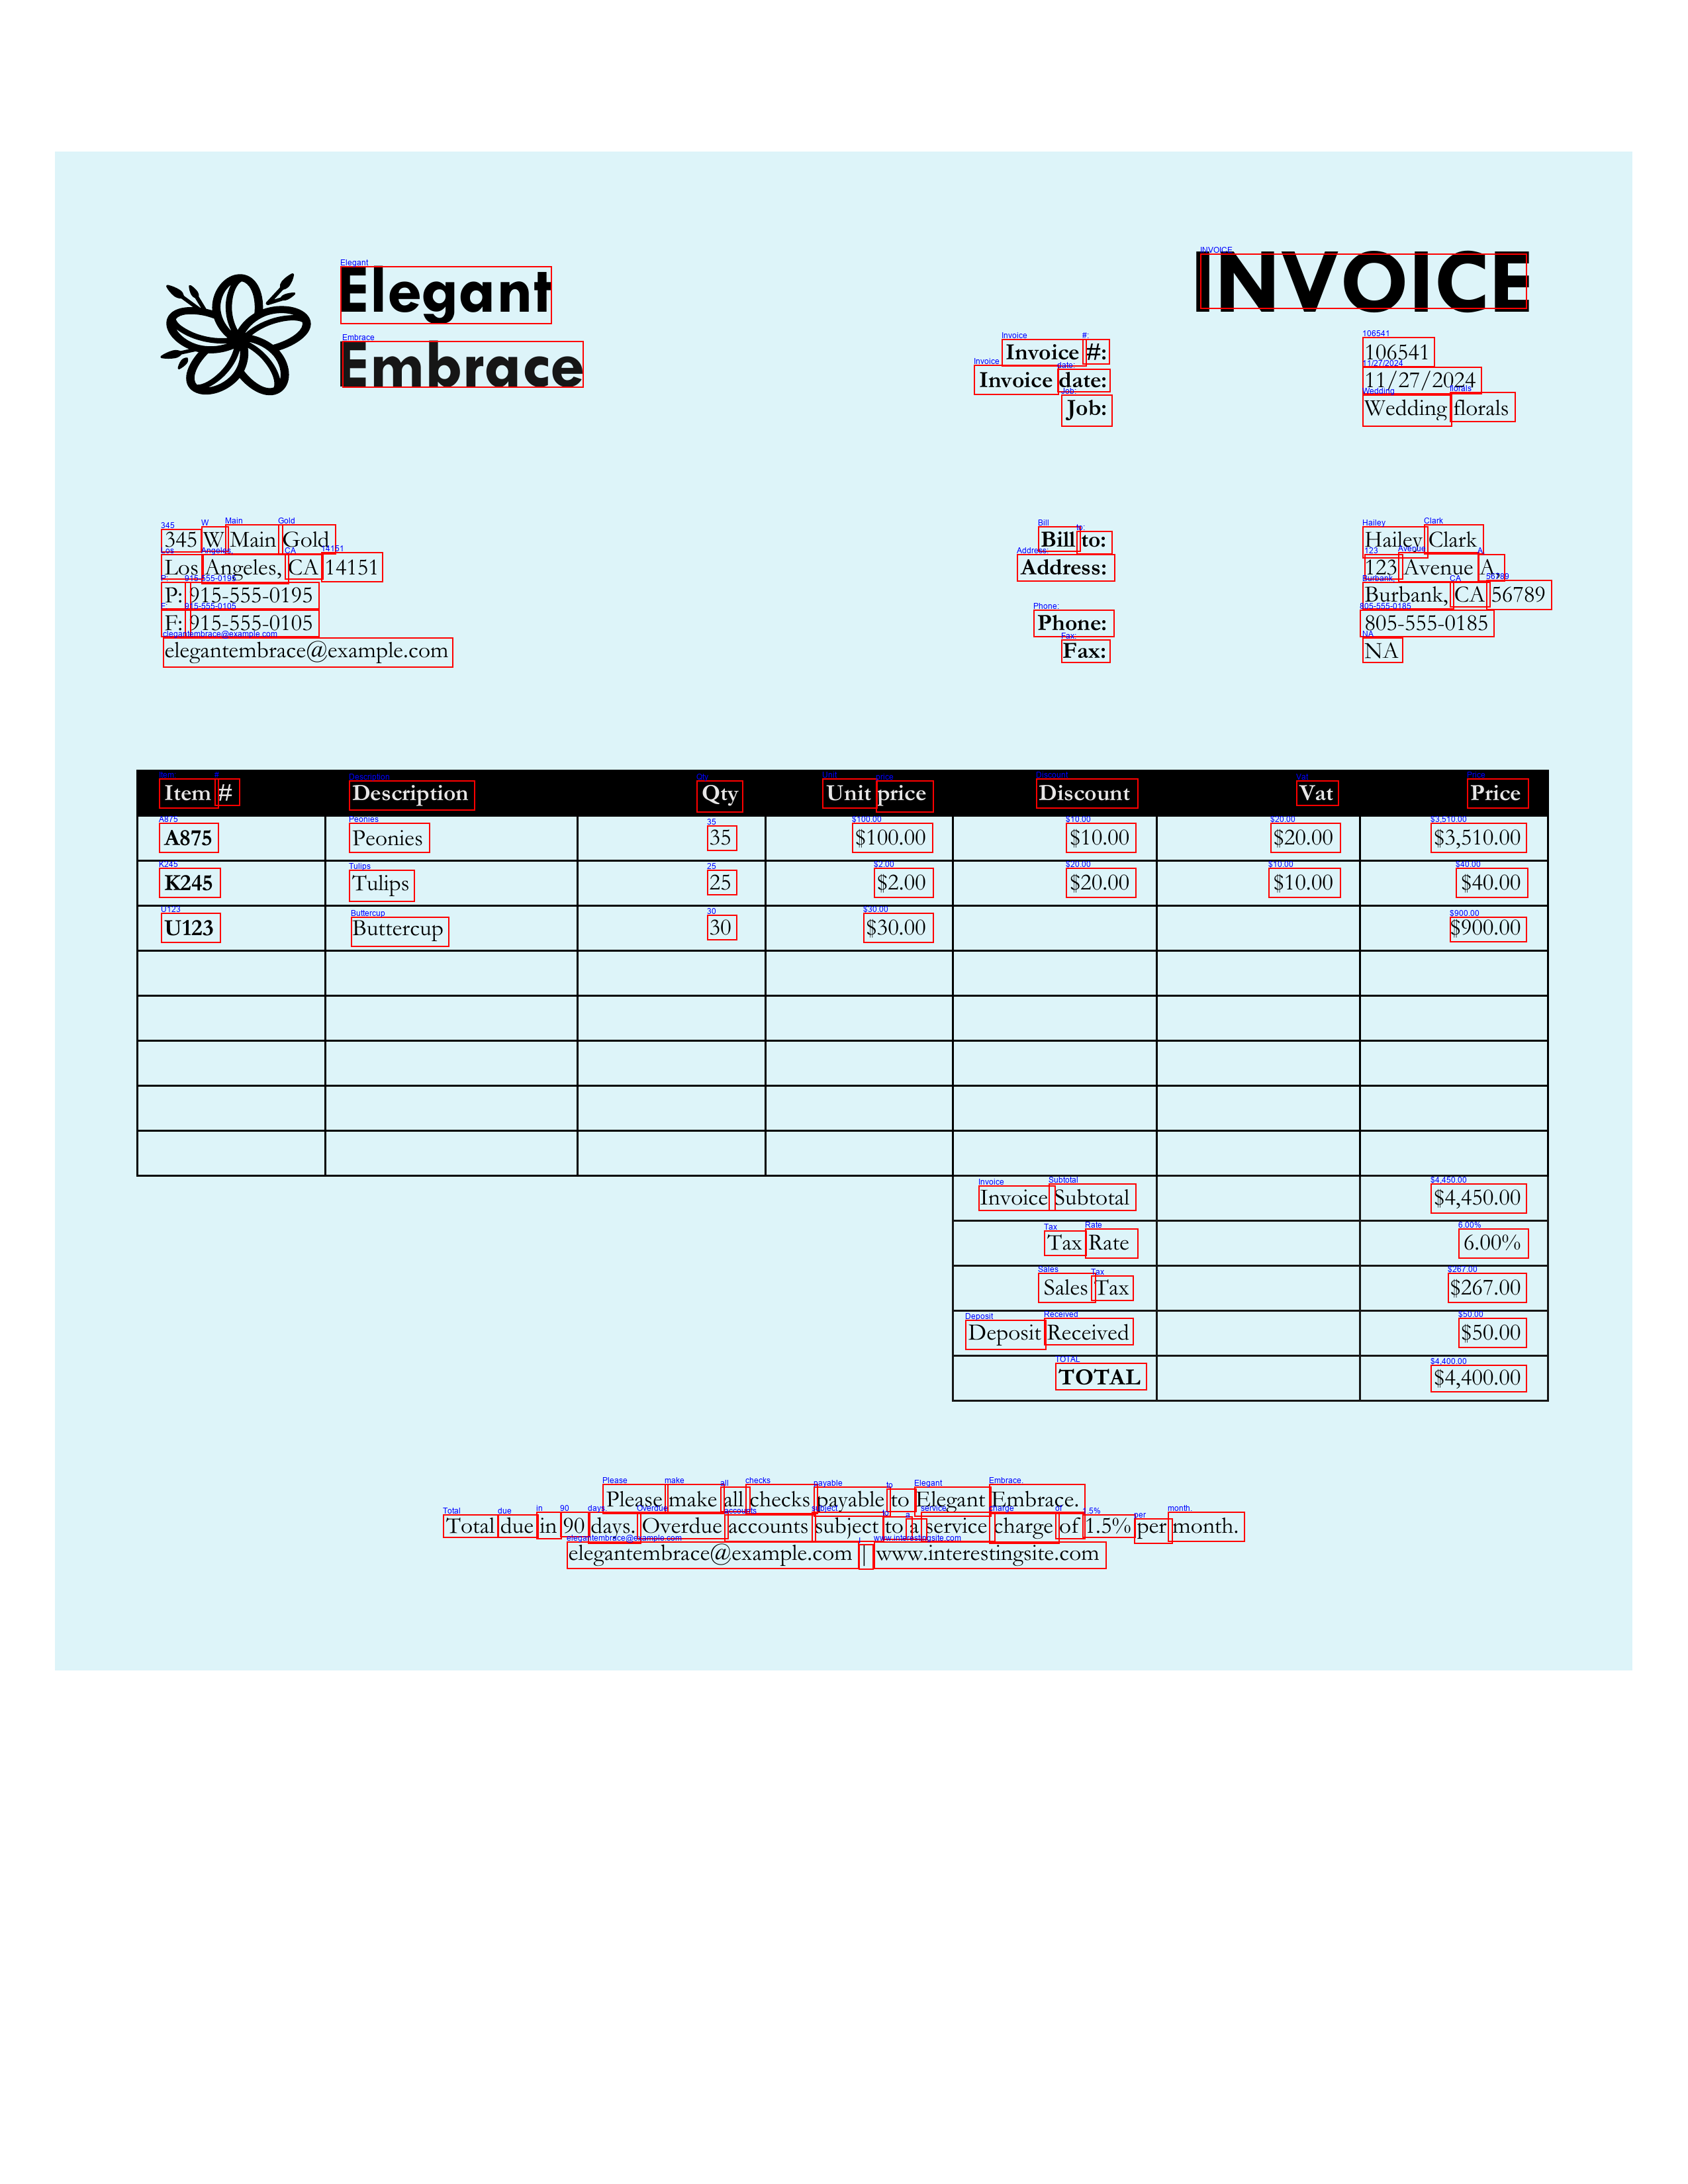 Elegant
Embrace
INVOICE
Invoice #: 106541
Invoice date: 11/27/2024
Job: Wedding florals
345 W Main Gold
Los Angeles, CA 14151
P: 915-555-0195
F: 915-555-0105
elegantembrace@example.com
Bill to: Hailey Clark
Address: 123 Avenue A,
Burbank, CA 56789
Phone: 805-555-0185
Fax: NA
Item # Description Qty Unit price Discount Vat Price
A875 Peonies 35 $100.00 $10.00 $20.00 $3,510.00
K245 Tulips 25 $2.00 $20.00 $10.00 $40.00
U123 Buttercup 30 $30.00 $900.00
Invoice Subtotal $4,450.00
Tax Rate 6.00%
Sales Tax $267.00
Deposit Received $50.00
TOTAL $4,400.00
Please make all checks payable to Elegant Embrace.
Total due in 90 days. Overdue accounts subject to a service charge of 1.5% per month.
elegantembrace@example.com | www.interestingsite.com